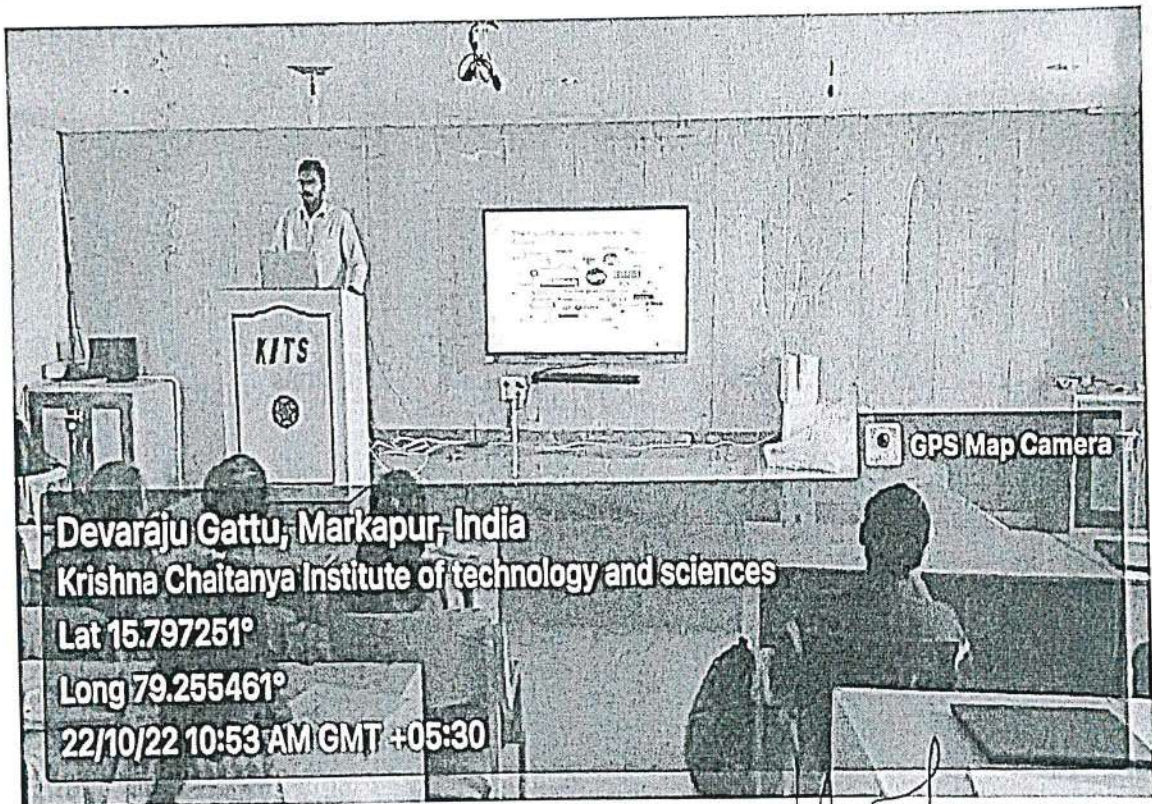 KITS
GPS Map Camera
Devaraju Gattu, Markapur, India
Krishna Chaitanya Institute of technology and sciences
Lat 15.797251°
Long 79.255461°
22/10/22 10:53 AM GMT +05:30